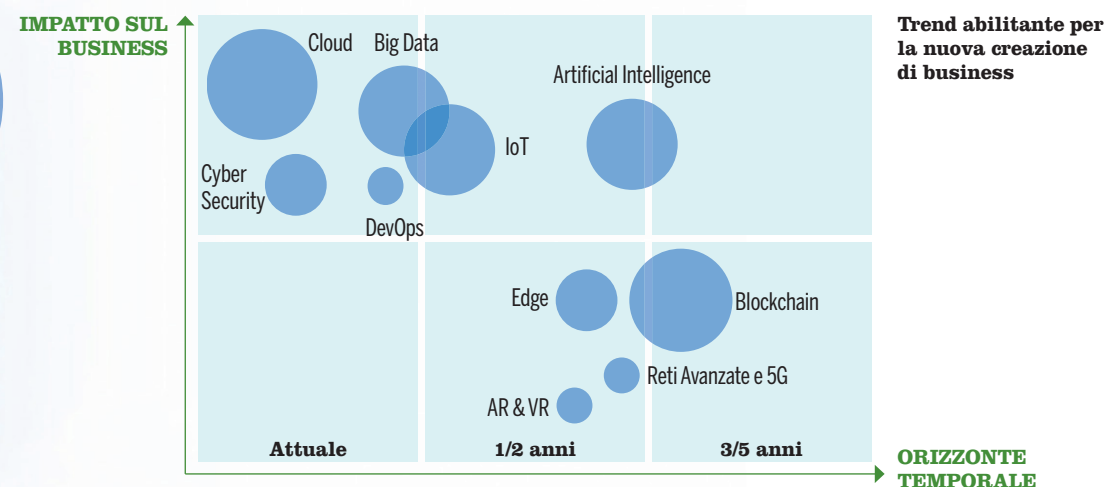 IMPATTO SUL
BUSINESS
Cloud
Big Data
Artificial Intelligence
IoT
Cyber
Security
DevOps
Edge
Blockchain
Reti Avanzate e 5G
AR & VR
Attuale
1/2 anni
3/5 anni
Trend abilitante per
la nuova creazione
di business
ORIZZONTE
TEMPORALE